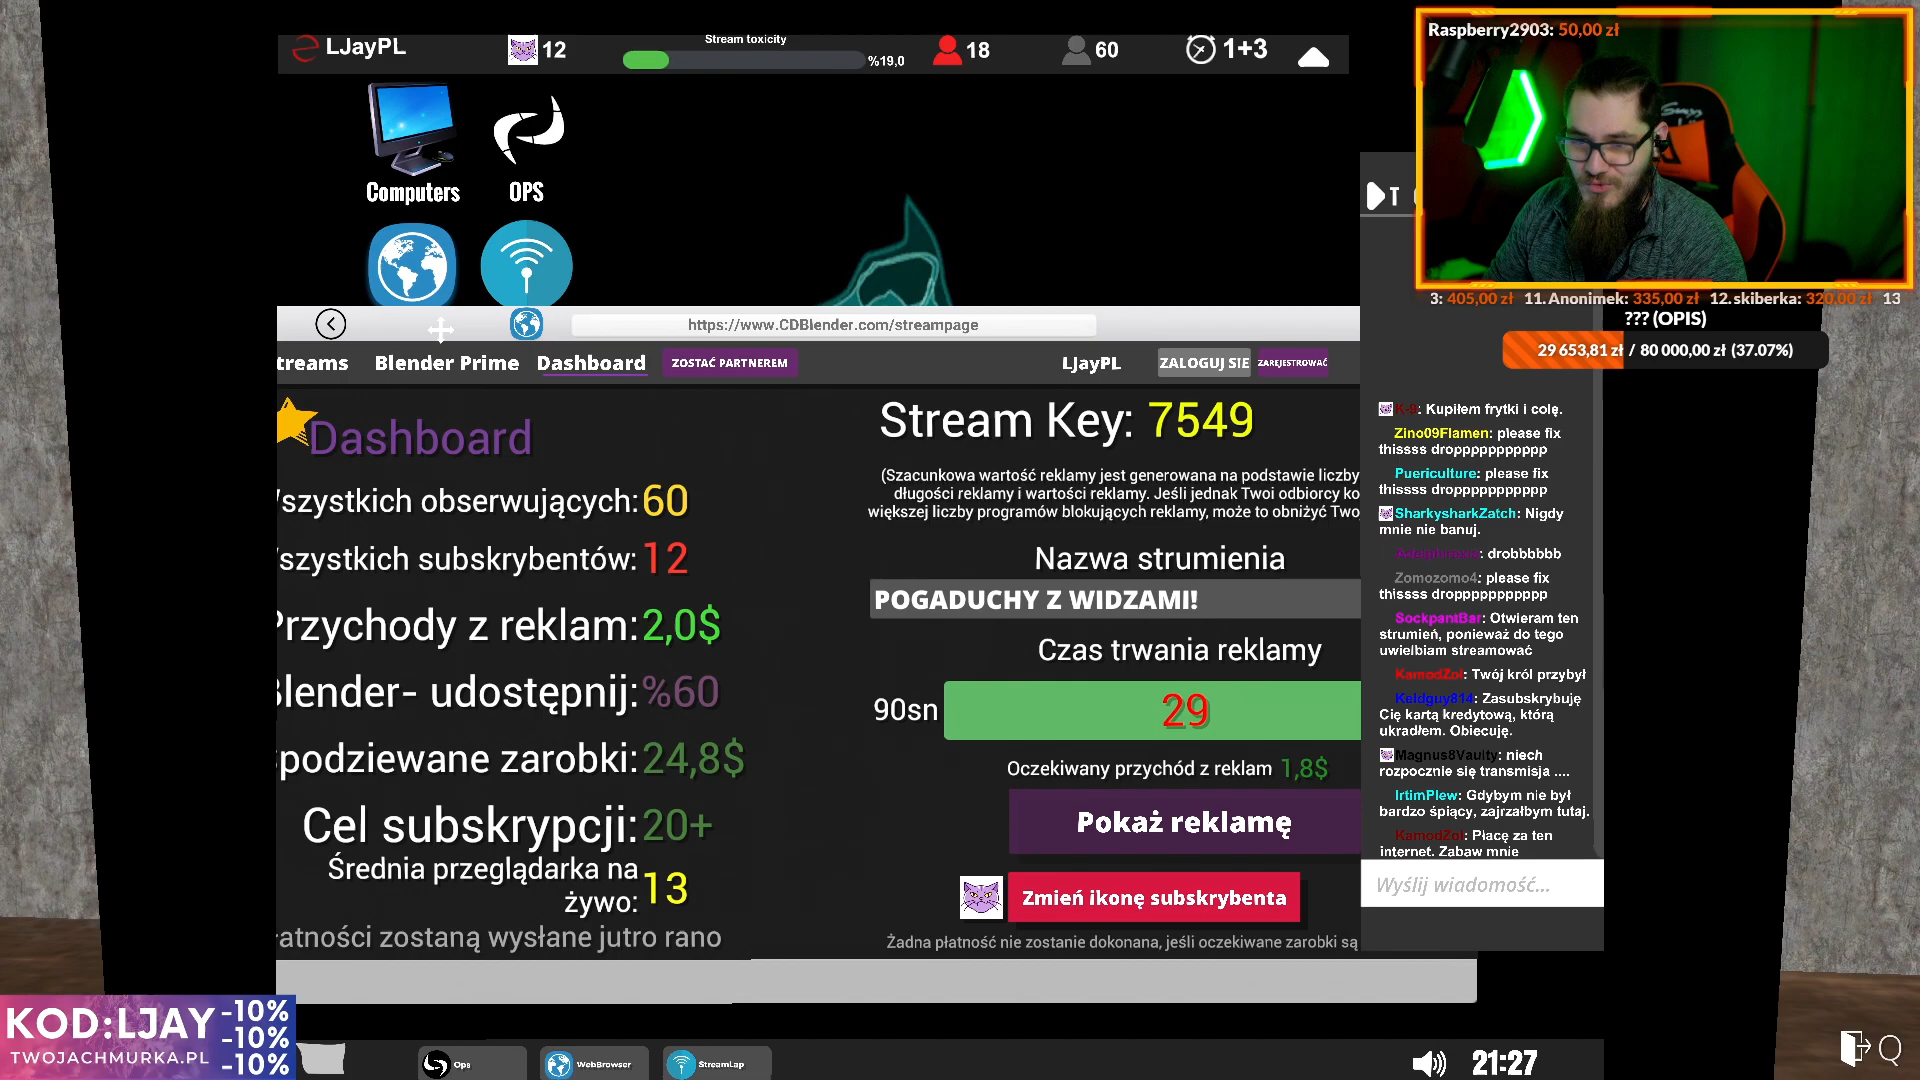 LJayPL
12
Stream toxicity
%19,0
18
60
1+3
Raspberry2903: 50,00 zł
Computers
OPS
T
3: 405,00 zł 11. Anonimek: 335,00 zł 12. skiberka: 320,00 zł 13
??? (OPIS)
29 653,81 zł / 80 000,00 zł (37.07%)
https://www.CDBlender.com/streampage
treams
Blender Prime
Dashboard
ZOSTAĆ PARTNEREM
LJayPL
ZALOGUJ SIE
ZAREJESTROWAĆ
Dashboard
szystkich obserwujących: 60
szystkich subskrybentów: 12
Przychody z reklam: 2,0$
Blender- udostępnij: %60
podziewane zarobki: 24,8$
Cel subskrypcji: 20+
Średnia przeglądarka na
żywo: 13
atności zostaną wysłane jutro rano
Stream Key: 7549
(Szacunkowa wartość reklamy jest generowana na podstawie liczby
długości reklamy i wartości reklamy. Jeśli jednak Twoi odbiorcy ko
większej liczby programów blokujących reklamy, może to obniżyć Two
Nazwa strumienia
POGADUCHY Z WIDZAMI!
Czas trwania reklamy
90sn
29
Oczekiwany przychód z reklam 1,8$
Pokaż reklamę
Zmień ikonę subskrybenta
Żadna płatność nie zostanie dokonana, jeśli oczekiwane zarobki są
K-9: Kupiłem frytki i colę.
Zino09Flamen: please fix
thissss dropppppppppp
Puericulture: please fix
thissss dropppppppppp
SharkysharkZatch: Nigdy
mnie nie banuj.
: drobbbbbb
Zomozomo4: please fix
thissss dropppppppppp
SockpantBar: Otwieram ten
strumień, ponieważ do tego
uwielbiam streamować
KamodZol: Twój król przybył
Keldguy814: Zasubskrybuję
Cię kartą kredytową, którą
ukradłem. Obiecuję.
Magnus8Vaulty: niech
rozpocznie się transmisja ....
IrtimPlew: Gdybym nie był
bardzo śpiący, zajrzałbym tutaj.
KamodZol: Płacę za ten
internet. Zabaw mnie
Wyślij wiadomość...
KOD:LJAY
TWOJACHMURKA.PL
-10%
-10%
-10%
Ops
WebBrowser
StreamLap
21:27
Q